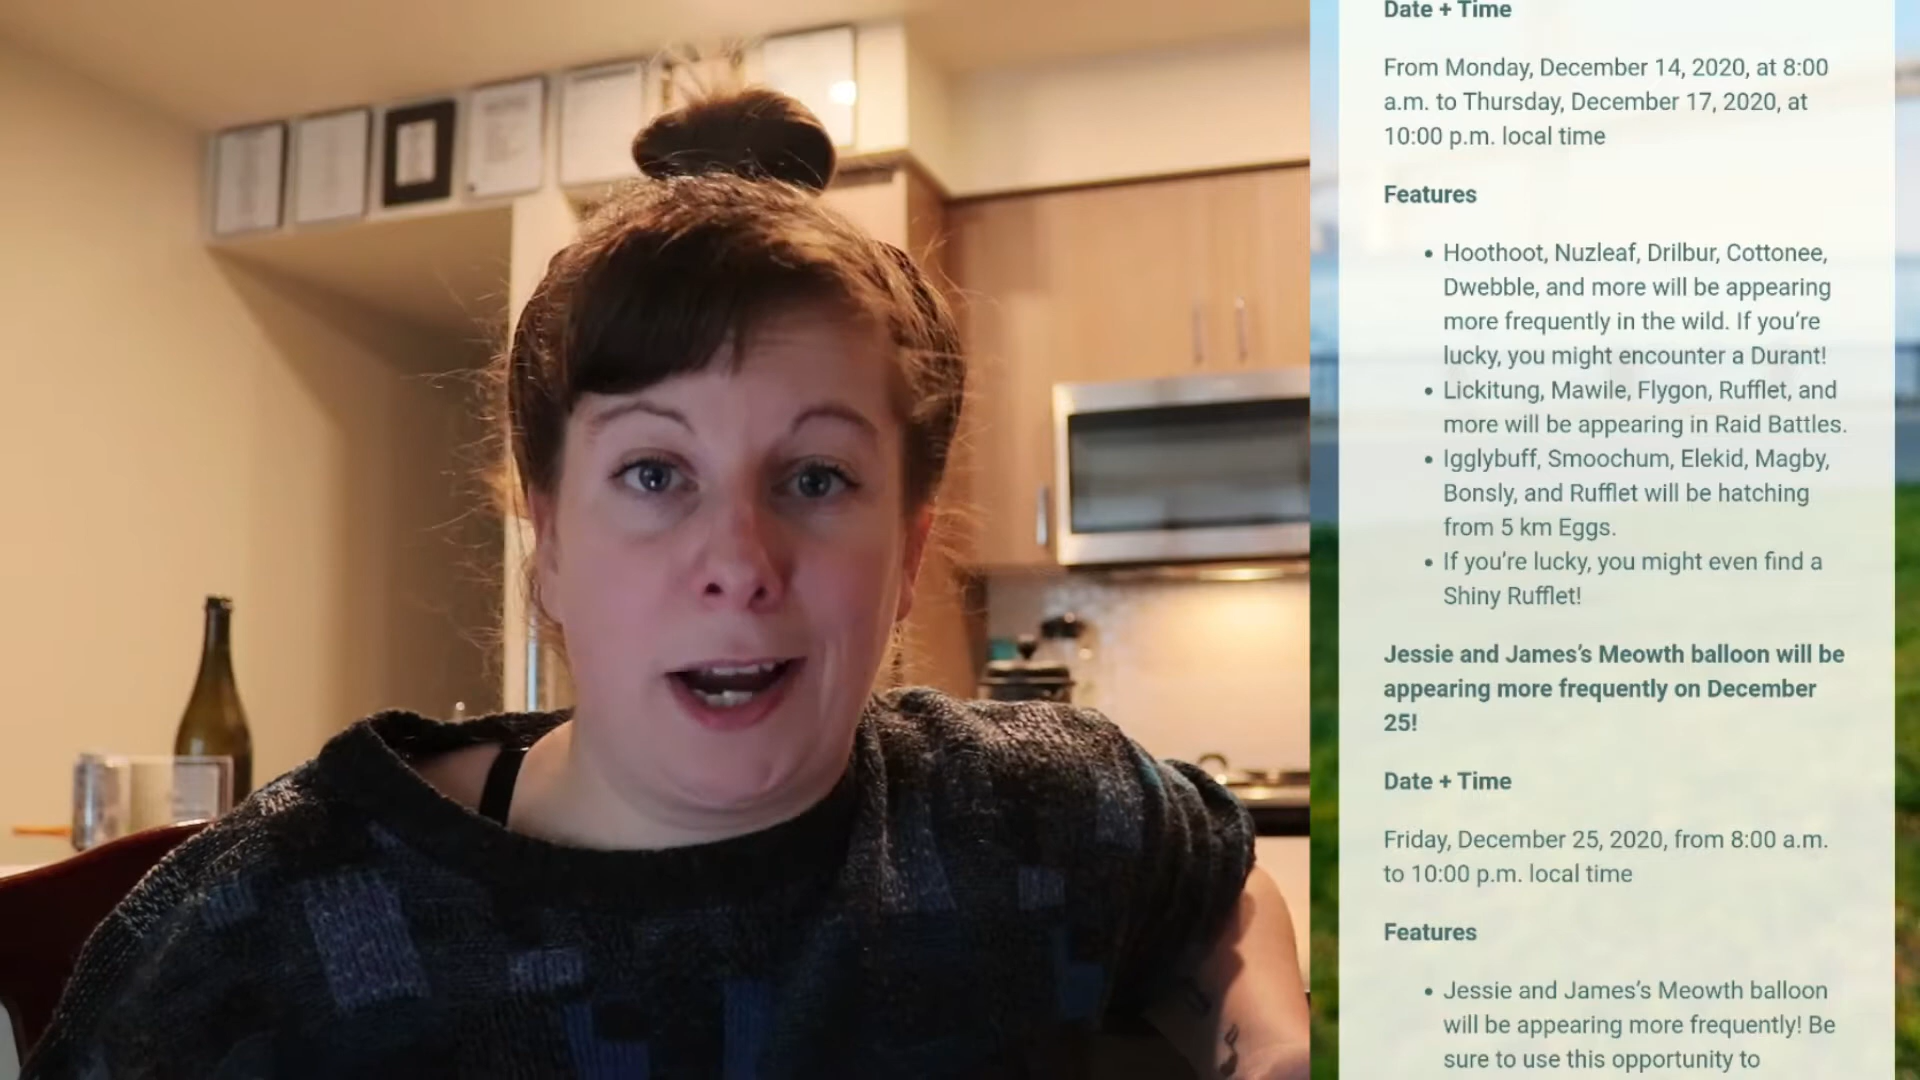 Date + Time
From Monday, December 14, 2020, at 8:00
a.m. to Thursday, December 17, 2020, at
10:00 p.m. local time
Features
• Hoothoot, Nuzleaf, Drilbur, Cottonee,
Dwebble, and more will be appearing
more frequently in the wild. If you’re
lucky, you might encounter a Durant!
• Lickitung, Mawile, Flygon, Rufflet, and
more will be appearing in Raid Battles.
• Igglybuff, Smoochum, Elekid, Magby,
Bonsly, and Rufflet will be hatching
from 5 km Eggs.
• If you’re lucky, you might even find a
Shiny Rufflet!
Jessie and James’s Meowth balloon will be
appearing more frequently on December
25!
Date + Time
Friday, December 25, 2020, from 8:00 a.m.
to 10:00 p.m. local time
Features
• Jessie and James’s Meowth balloon
will be appearing more frequently! Be
sure to use this opportunity to